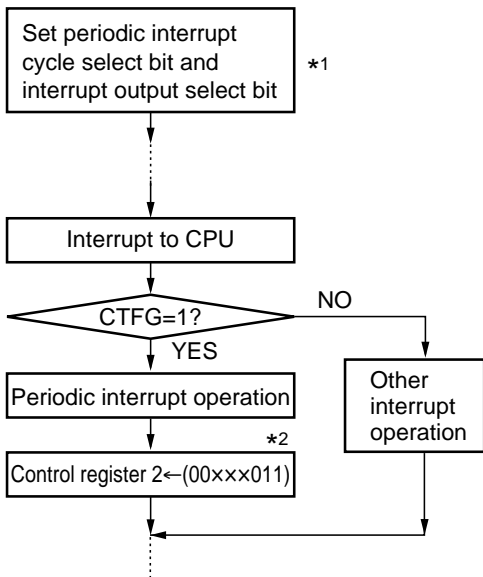 Set periodic interrupt
cycle select bit and
interrupt output select bit
*1
Interrupt to CPU
CTFG=1?
NO
YES
Periodic interrupt operation
Other
interrupt
operation
*2
Control register 2←(00×××011)